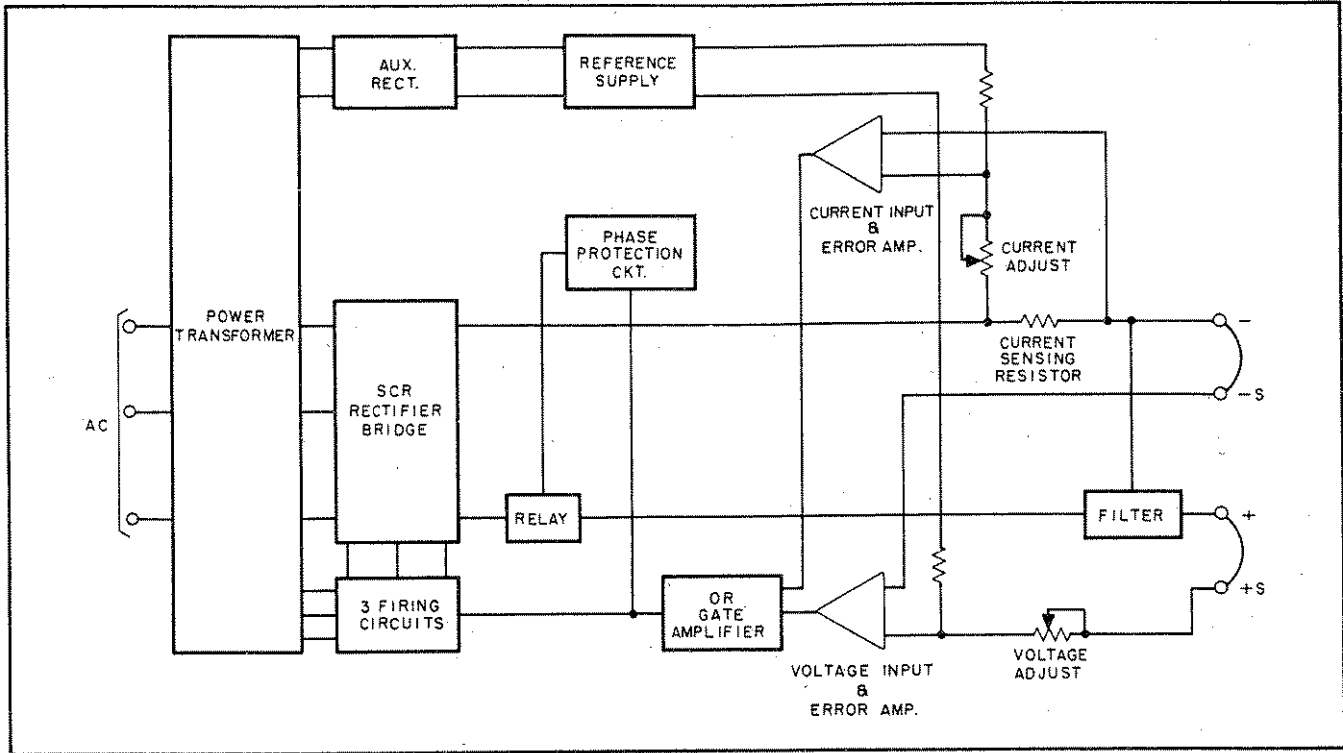 AUX.
RECT.
REFERENCE
SUPPLY
CURRENT INPUT
&
ERROR AMP.
PHASE
PROTECTION
CKT.
CURRENT
ADJUST
POWER
TRANSFORMER
-
CURRENT
SENSING
RESISTOR
SCR
RECTIFIER
BRIDGE
-S
AC
RELAY
FILTER
+
3 FIRING
CIRCUITS
OR
GATE
AMPLIFIER
+S
VOLTAGE
ADJUST
VOLTAGE INPUT
&
ERROR AMP.